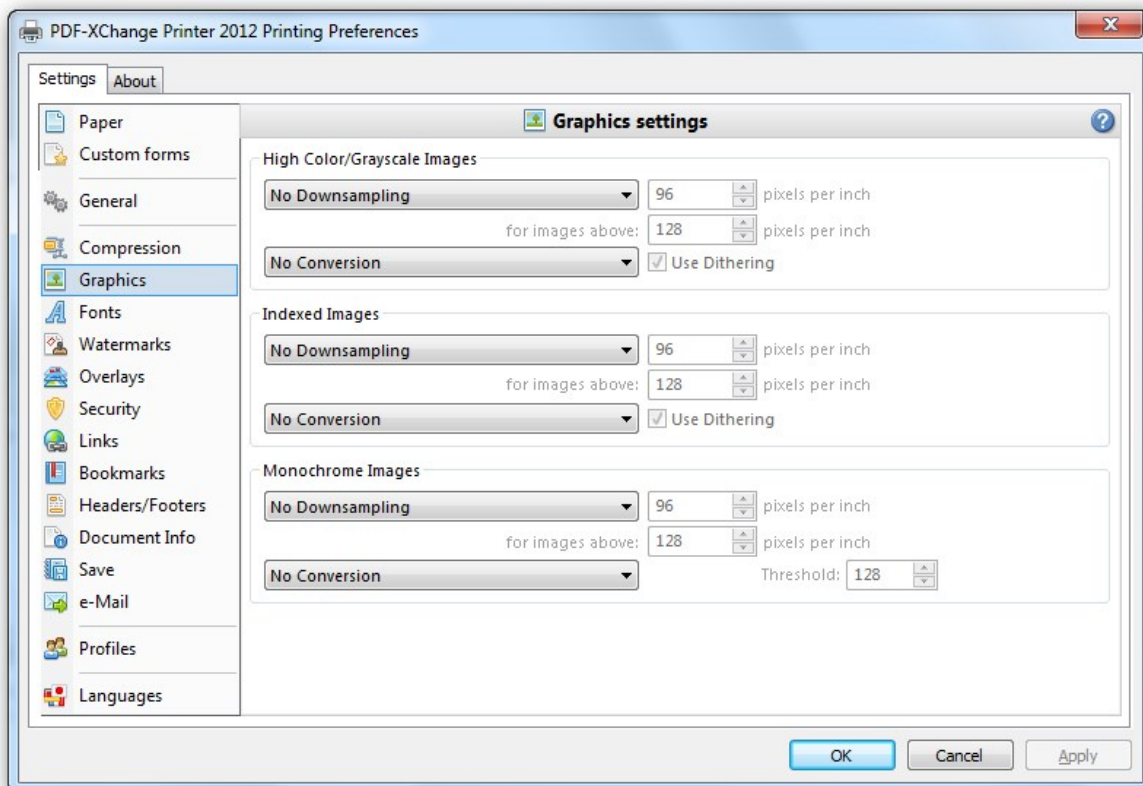 PDF-XChange Printer 2012 Printing Preferences
Settings
About
Paper
Custom forms
General
Compression
Graphics
Fonts
Watermarks
Overlays
Security
Links
Bookmarks
Headers/Footers
Document Info
Save
e-Mail
Profiles
Languages
Graphics settings
High Color/Grayscale Images
No Downsampling 96 pixels per inch
for images above: 128 pixels per inch
No Conversion Use Dithering
Indexed Images
No Downsampling 96 pixels per inch
for images above: 128 pixels per inch
No Conversion Use Dithering
Monochrome Images
No Downsampling 96 pixels per inch
for images above: 128 pixels per inch
No Conversion Threshold: 128
OK Cancel Apply